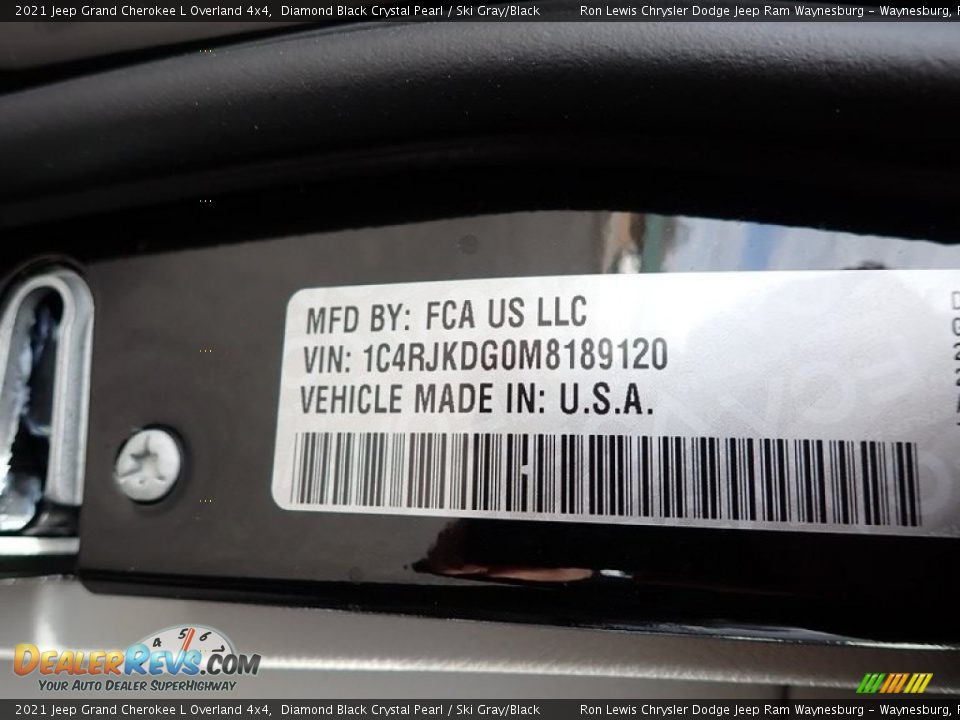 2021 Jeep Grand Cherokee L Overland 4x4, Diamond Black Crystal Pearl / Ski Gray/Black Ron Lewis Chrysler Dodge Jeep Ram Waynesburg - Waynesburg,
MFD BY: FCA US LLC
VIN: 1C4RJKDG0M8189120
VEHICLE MADE IN: U.S.A.
4 5 6
DEALERREVS.COM
YOUR AUTO DEALER SUPERHIGHWAY
2021 Jeep Grand Cherokee L Overland 4x4, Diamond Black Crystal Pearl / Ski Gray/Black Ron Lewis Chrysler Dodge Jeep Ram Waynesburg - Waynesburg,